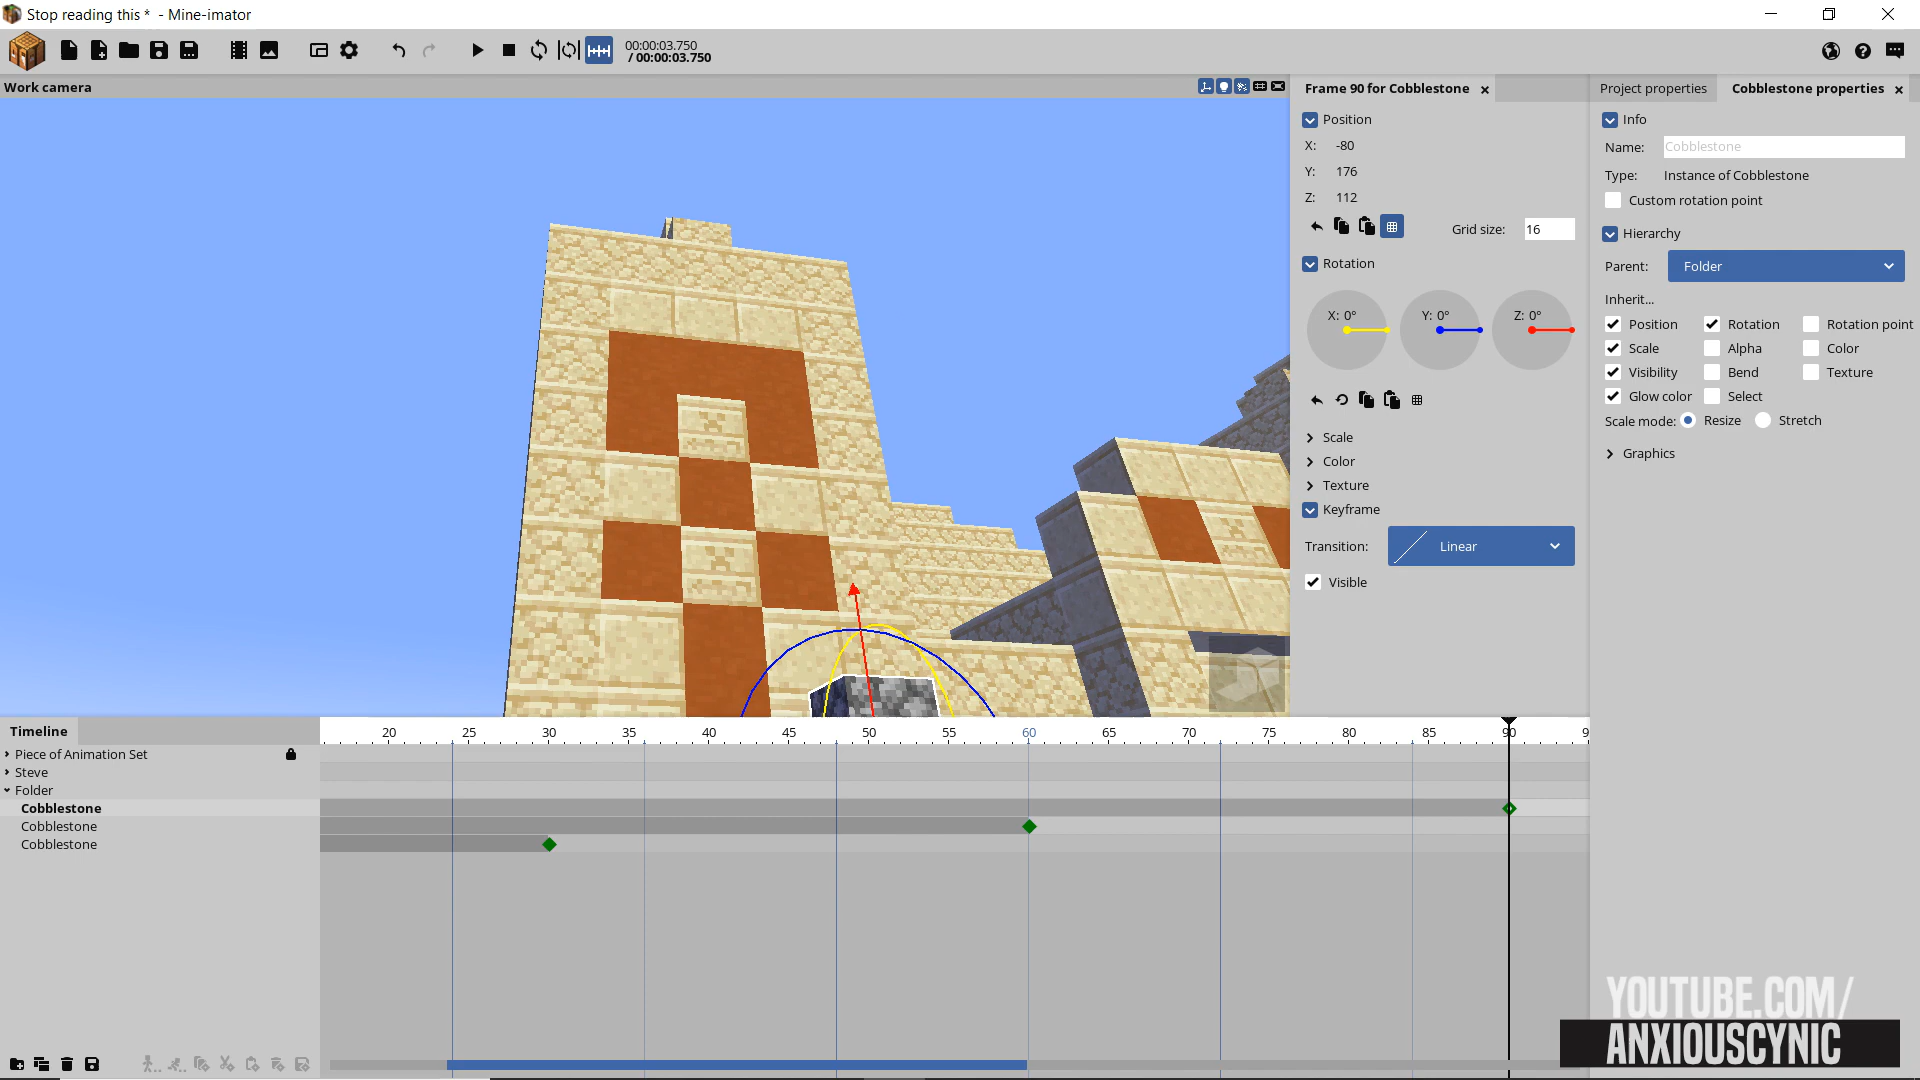 Stop reading this * - Mine-imator
00:00:03.750
/ 00:00:03.750
Work camera
Frame 90 for Cobblestone
Position
X: -80
Y: 176
Z: 112
Grid size: 16
Rotation
X: 0° Y: 0° Z: 0°
Scale
Color
Texture
Keyframe
Transition: Linear
Visible
Project properties Cobblestone properties
Info
Name: Cobblestone
Type: Instance of Cobblestone
Custom rotation point
Hierarchy
Parent: Folder
Inherit...
Position Rotation Rotation point
Scale Alpha Color
Visibility Bend Texture
Glow color Select
Scale mode: Resize Stretch
Graphics
Timeline
20 25 30 35 40 45 50 55 60 65 70 75 80 85 90 9
Piece of Animation Set
Steve
Folder
Cobblestone
Cobblestone
Cobblestone
YOUTUBE.COM/
ANXIOUSCYNIC